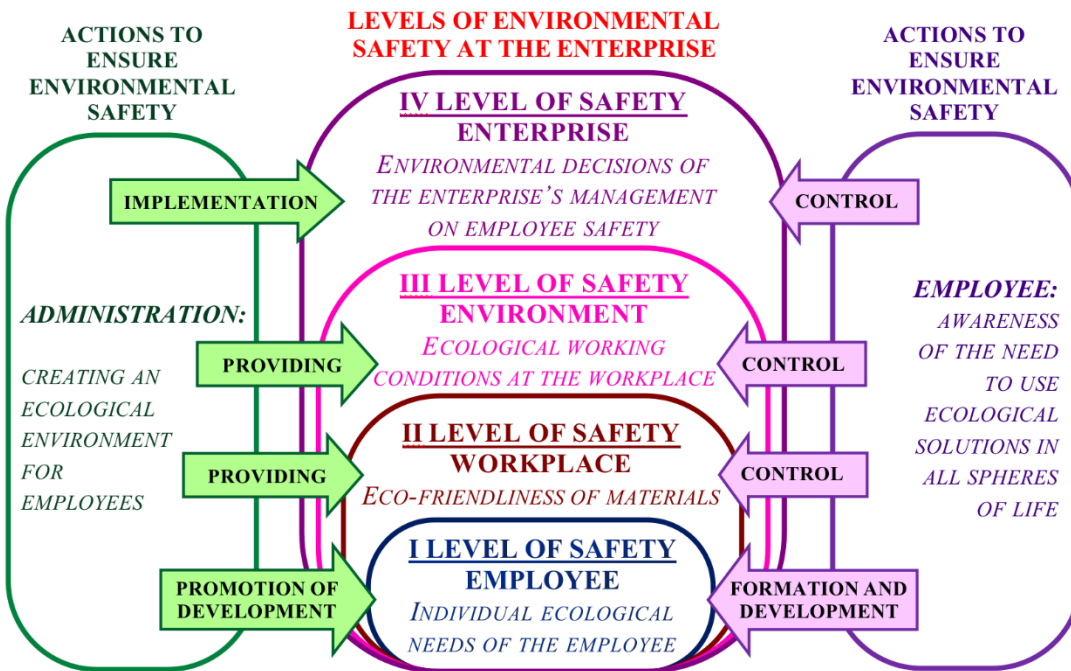 ACTIONS TO
ENSURE
ENVIRONMENTAL
SAFETY
ADMINISTRATION:
CREATING AN
ECOLOGICAL
ENVIRONMENT
FOR
EMPLOYEES
IMPLEMENTATION
PROVIDING
PROVIDING
PROMOTION OF
DEVELOPMENT
LEVELS OF ENVIRONMENTAL
SAFETY AT THE ENTERPRISE
IV LEVEL OF SAFETY
ENTERPRISE
ENVIRONMENTAL DECISIONS OF
THE ENTERPRISE’S MANAGEMENT
ON EMPLOYEE SAFETY
III LEVEL OF SAFETY
ENVIRONMENT
ECOLOGICAL WORKING
CONDITIONS AT THE WORKPLACE
II LEVEL OF SAFETY
WORKPLACE
ECO-FRIENDLINESS OF MATERIALS
I LEVEL OF SAFETY
EMPLOYEE
INDIVIDUAL ECOLOGICAL
NEEDS OF THE EMPLOYEE
CONTROL
CONTROL
CONTROL
FORMATION AND
DEVELOPMENT
ACTIONS TO
ENSURE
ENVIRONMENTAL
SAFETY
EMPLOYEE:
AWARENESS
OF THE NEED
TO USE
ECOLOGICAL
SOLUTIONS IN
ALL SPHERES
OF LIFE